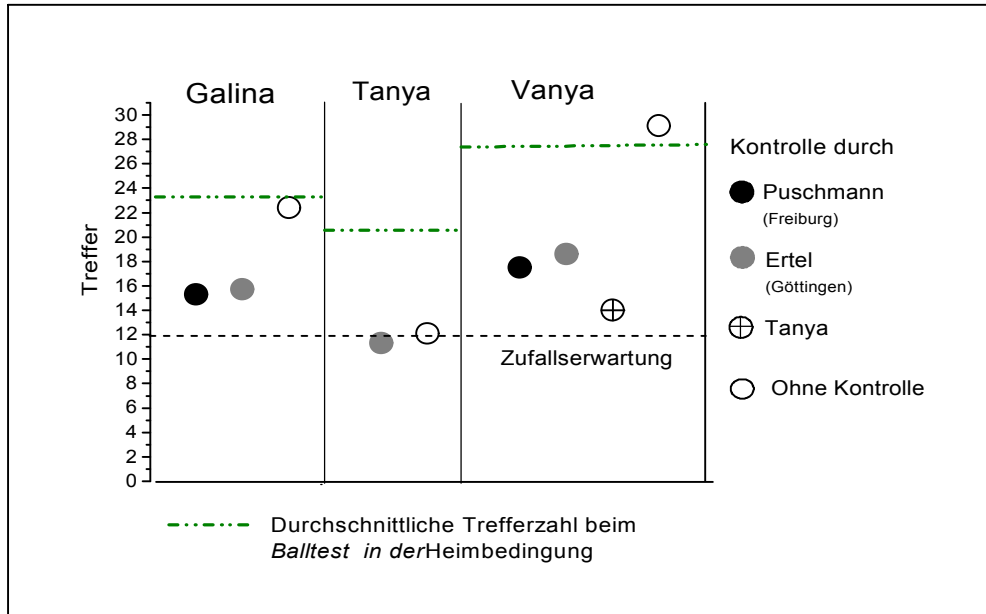 Galina Tanya Vanya
30
28
26
24
22
20
18
16
14
12
10
8
6
4
2
0
Treffer
Zufallserwartung
Kontrolle durch
Puschmann
(Freiburg)
Ertel
(Göttingen)
Tanya
Ohne Kontrolle
Durchschnittliche Trefferzahl beim
Balltest in derHeimbedingung